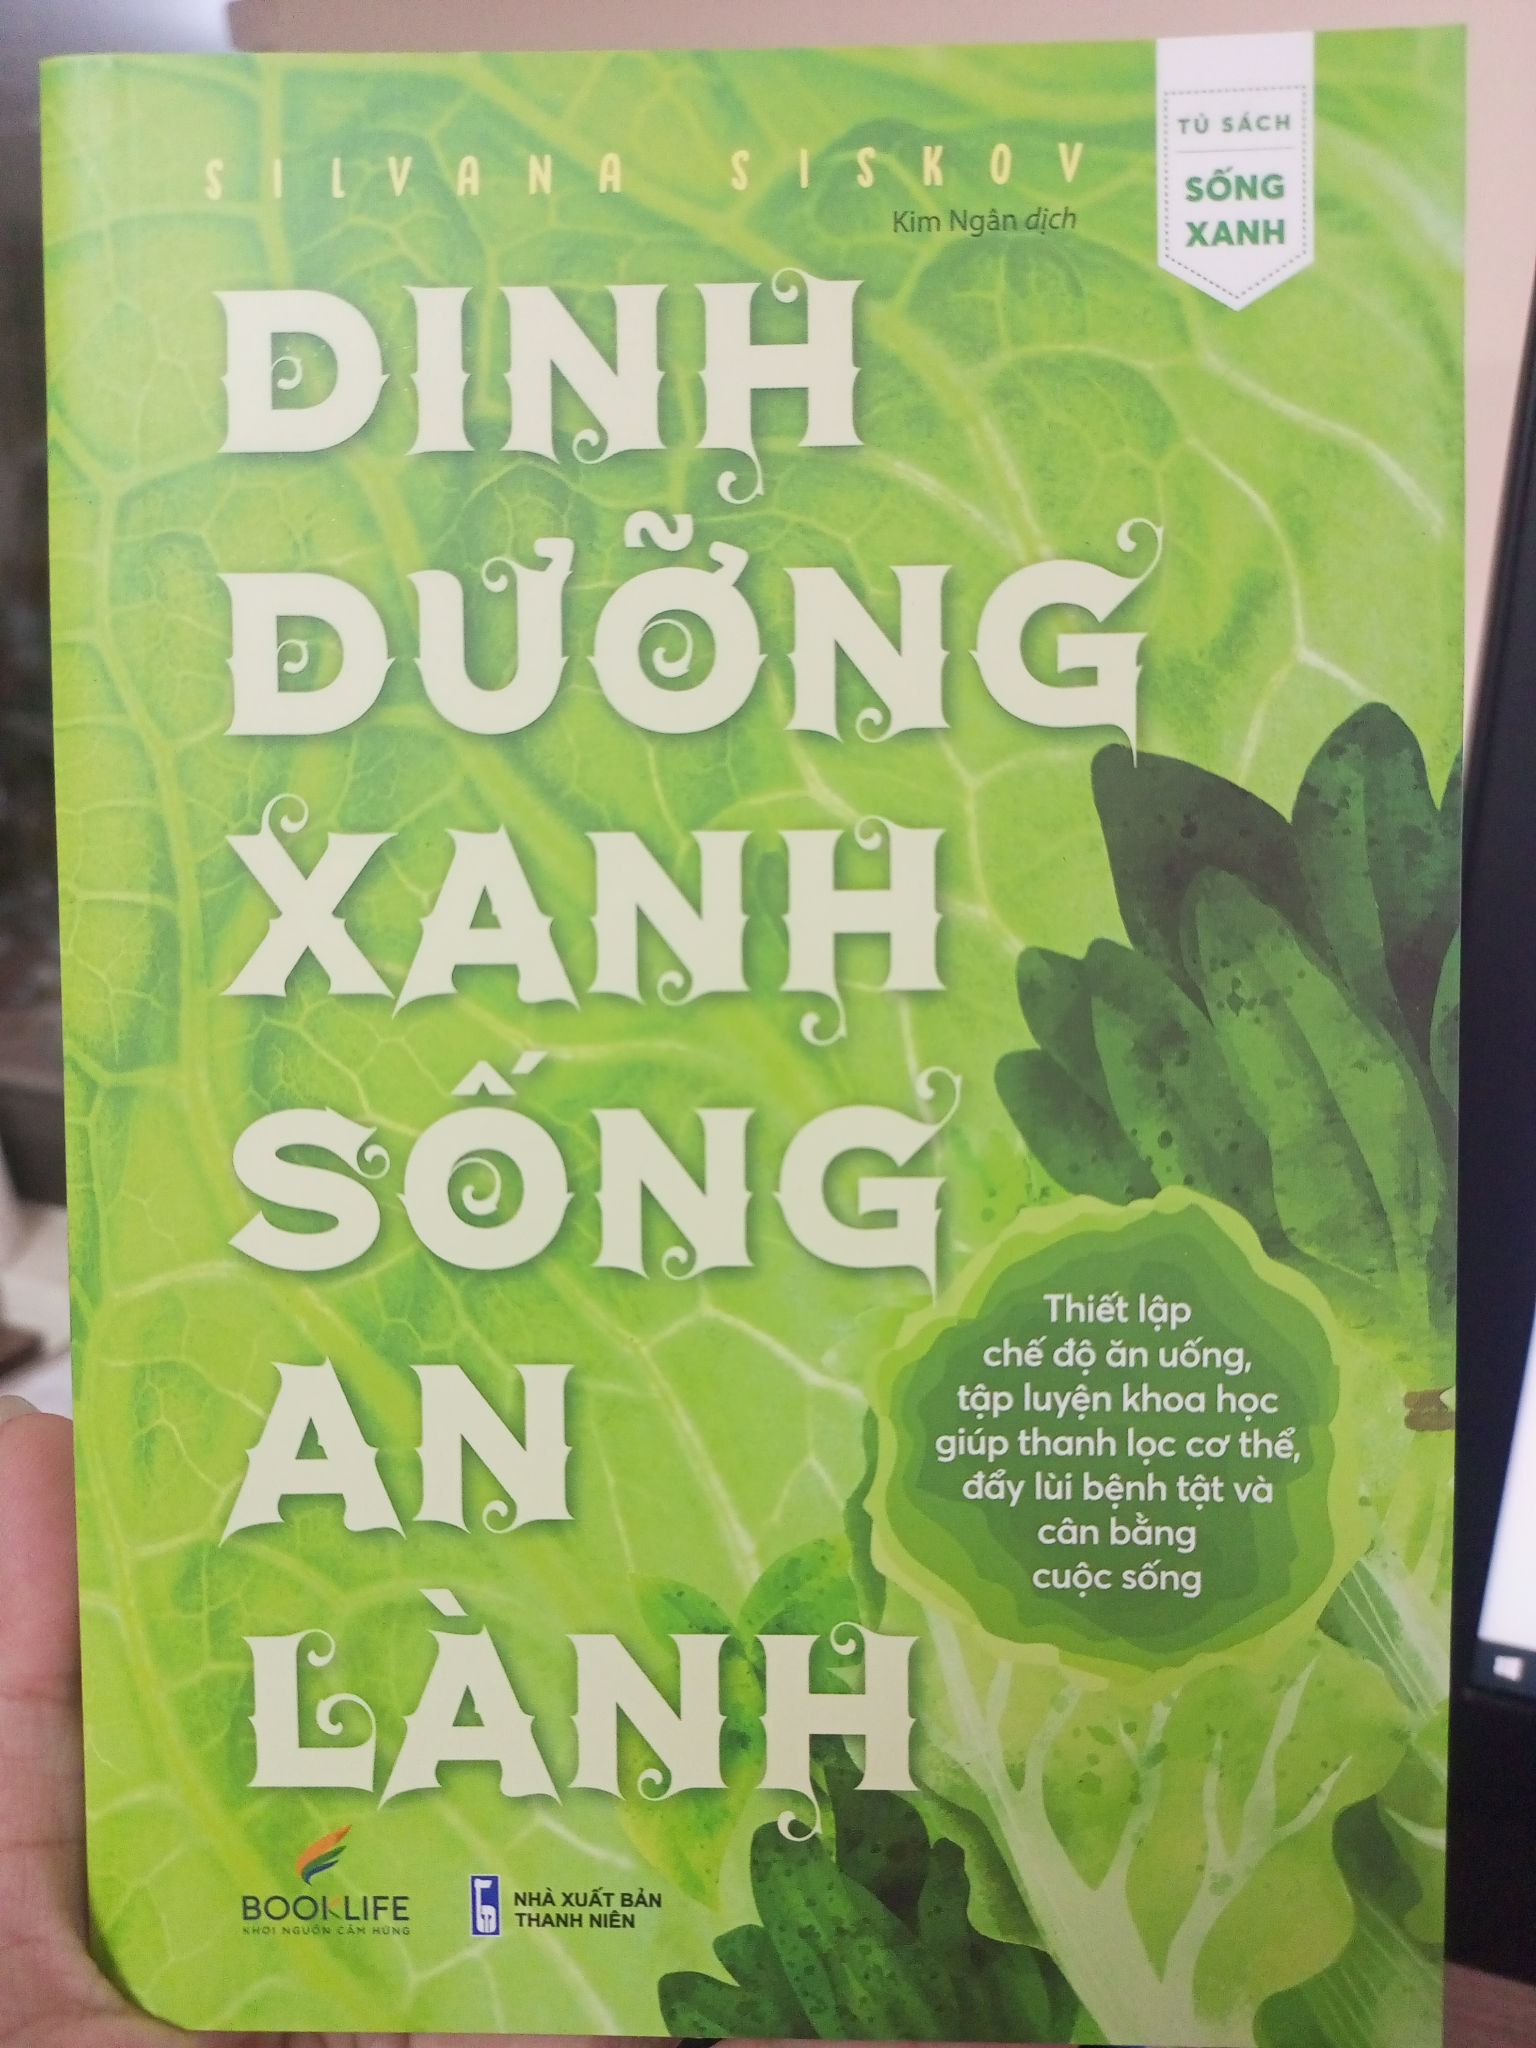 SILVANA SISKOV
Kim Ngân dịch
TỦ SÁCH
SỐNG
XANH
DINH
DƯỠNG
XANH
SỐNG
AN
LÀNH
Thiết lập
chế độ ăn uống,
tập luyện khoa học
giúp thanh lọc cơ thể,
đẩy lùi bệnh tật và
cân bằng
cuộc sống
BOOKLIFE
KHƠI NGUỒN CẢM HỨNG
NHÀ XUẤT BẢN
THANH NIÊN